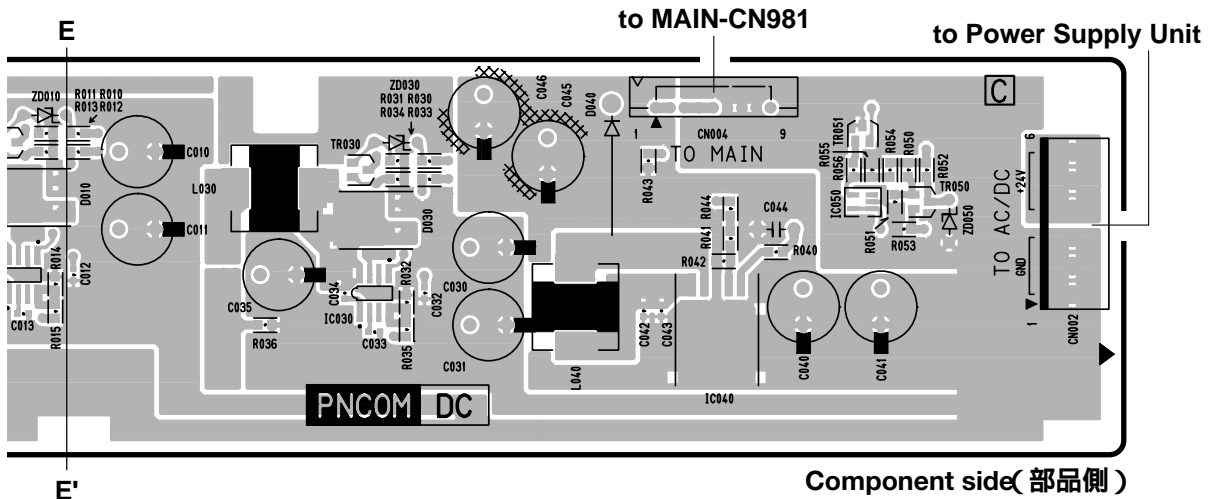 E
to MAIN-CN981
to Power Supply Unit
ZD010
R011 R010
R013 R012
C010
C011
D010
R014
C012
C013
R015
L030
TR030
ZD030
R031 R030
R034 R033
D030
C035
R036
C034
IC030
R032
C032
C033
R035
C030
C031
C046
C045
D040
1
CN004
9
TO MAIN
R043
R044
R041
R042
C044
R040
C042
C043
L040
IC040
C040
C041
C
TR051
R055
R056
R054
R050
R052
IC050
TR050
R051
R053
ZD050
6
+24V
TO AC/DC
GND
1
CN002
PNCOM DC
E'
Component side(部品側)